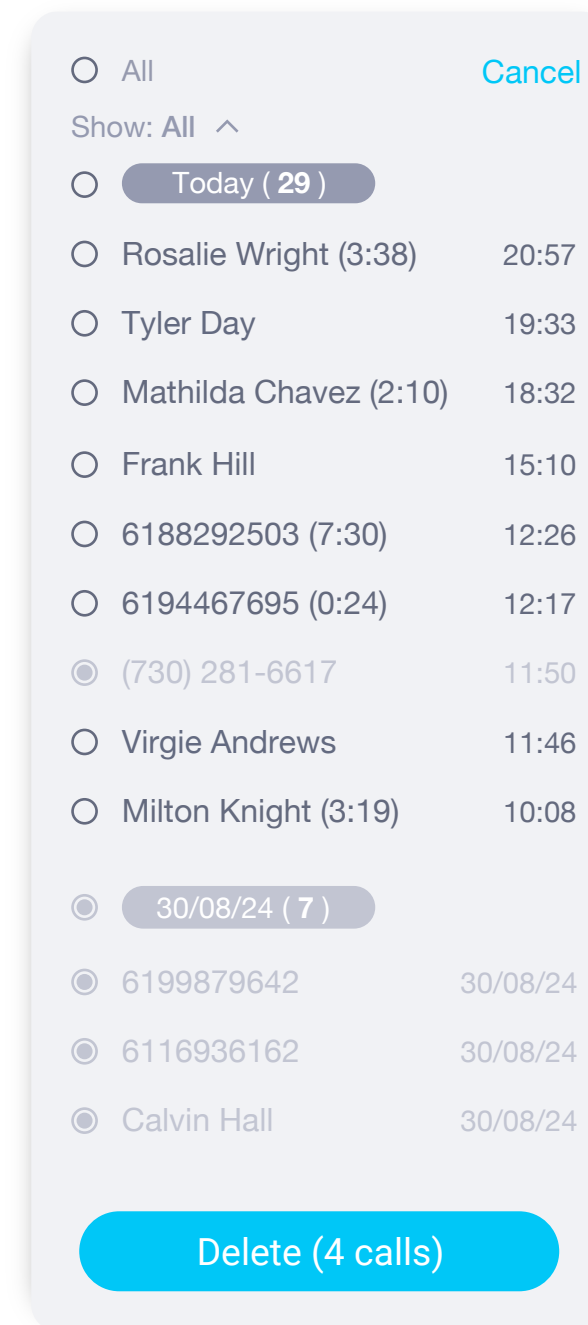 All Cancel
Show: All
Today ( 29 )
Rosalie Wright (3:38) 20:57
Tyler Day 19:33
Mathilda Chavez (2:10) 18:32
Frank Hill 15:10
6188292503 (7:30) 12:26
6194467695 (0:24) 12:17
(730) 281-6617 11:50
Virgie Andrews 11:46
Milton Knight (3:19) 10:08
30/08/24 ( 7 )
6199879642 30/08/24
6116936162 30/08/24
Calvin Hall 30/08/24
Delete (4 calls)